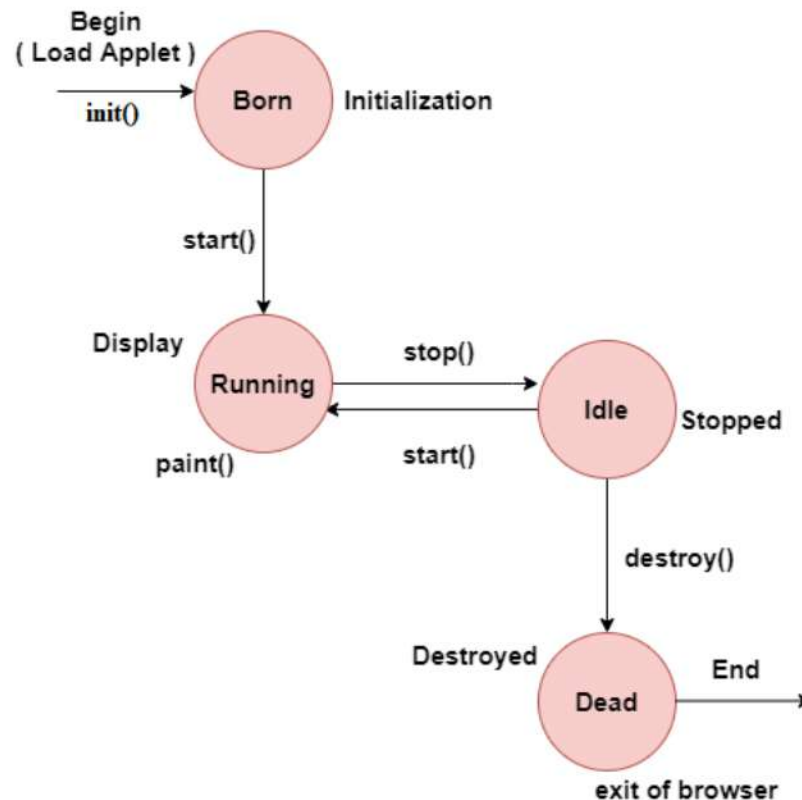 Begin
( Load Applet )
init()
Born
Initialization
start()
Display
Running
paint()
stop()
start()
Idle
Stopped
destroy()
Destroyed
Dead
End
exit of browser